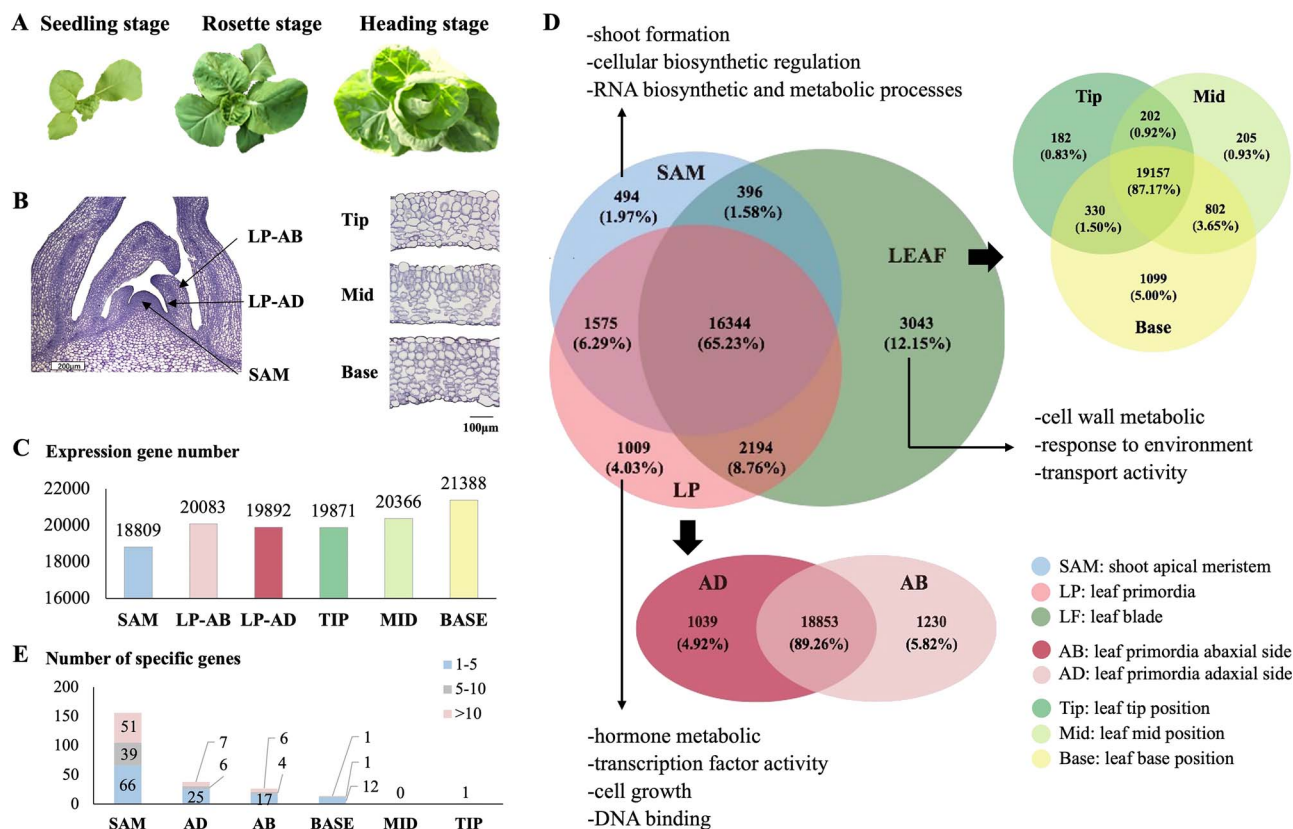 A
Seedling stage
Rosette stage
Heading stage
B
LP-AB
LP-AD
SAM
200μm
Tip
Mid
Base
100μm
C Expression gene number
22000
20000
18000
16000
18809
20083
19892
19871
20366
21388
SAM
LP-AB
LP-AD
TIP
MID
BASE
E Number of specific genes
1-5
5-10
>10
200
150
100
50
0
51
39
66
7
6
25
6
4
17
1
1
12
0
1
SAM
AD
AB
BASE
MID
TIP
D
-shoot formation
-cellular biosynthetic regulation
-RNA biosynthetic and metabolic processes
SAM
494
(1.97%)
396
(1.58%)
LEAF
1575
(6.29%)
16344
(65.23%)
3043
(12.15%)
1009
(4.03%)
2194
(8.76%)
LP
Tip
Mid
202
(0.92%)
182
(0.83%)
205
(0.93%)
19157
(87.17%)
330
(1.50%)
802
(3.65%)
1099
(5.00%)
Base
-cell wall metabolic
-response to environment
-transport activity
AD
AB
1039
(4.92%)
18853
(89.26%)
1230
(5.82%)
-hormone metabolic
-transcription factor activity
-cell growth
-DNA binding
SAM: shoot apical meristem
LP: leaf primordia
LF: leaf blade
AB: leaf primordia abaxial side
AD: leaf primordia adaxial side
Tip: leaf tip position
Mid: leaf mid position
Base: leaf base position